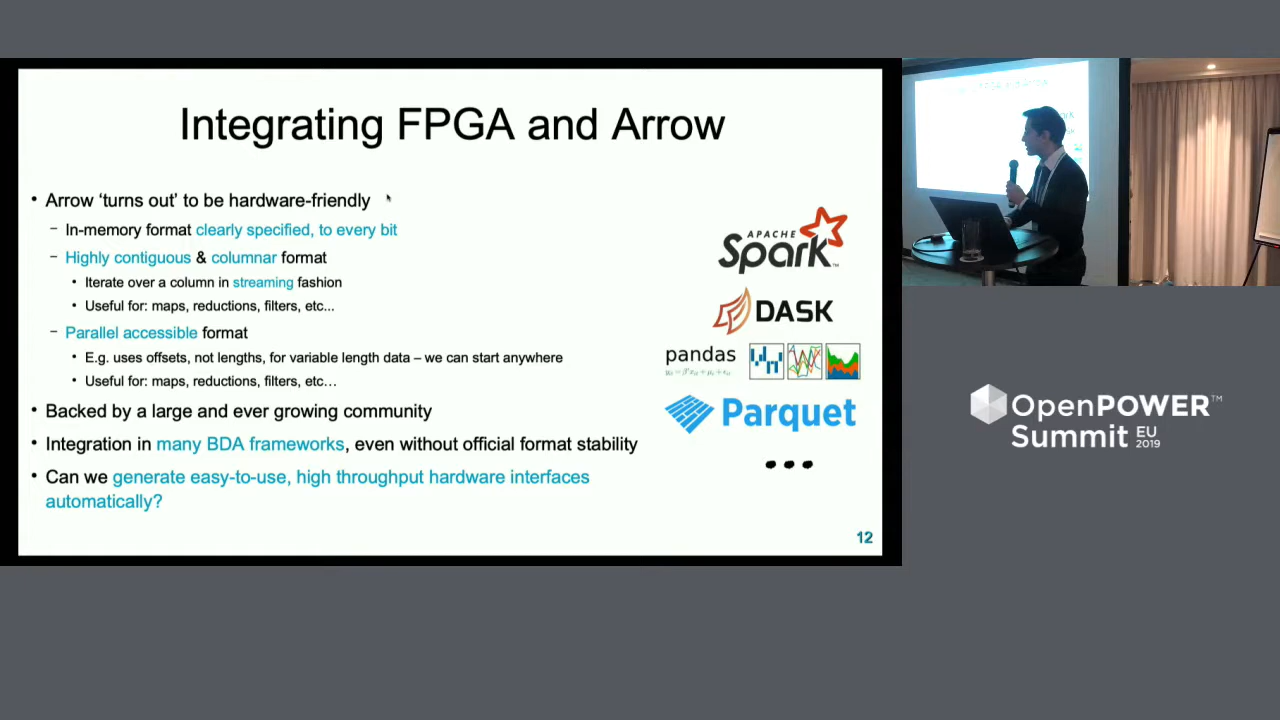 Integrating FPGA and Arrow
• Arrow ‘turns out’ to be hardware-friendly
– In-memory format clearly specified, to every bit
– Highly contiguous & columnar format
• Iterate over a column in streaming fashion
• Useful for: maps, reductions, filters, etc...
– Parallel accessible format
• E.g. uses offsets, not lengths, for variable length data – we can start anywhere
• Useful for: maps, reductions, filters, etc…
• Backed by a large and ever growing community
• Integration in many BDA frameworks, even without official format stability
• Can we generate easy-to-use, high throughput hardware interfaces
automatically?
APACHE
Spark™
DASK
pandas
Parquet
...
12
OpenPOWER™
Summit EU
2019